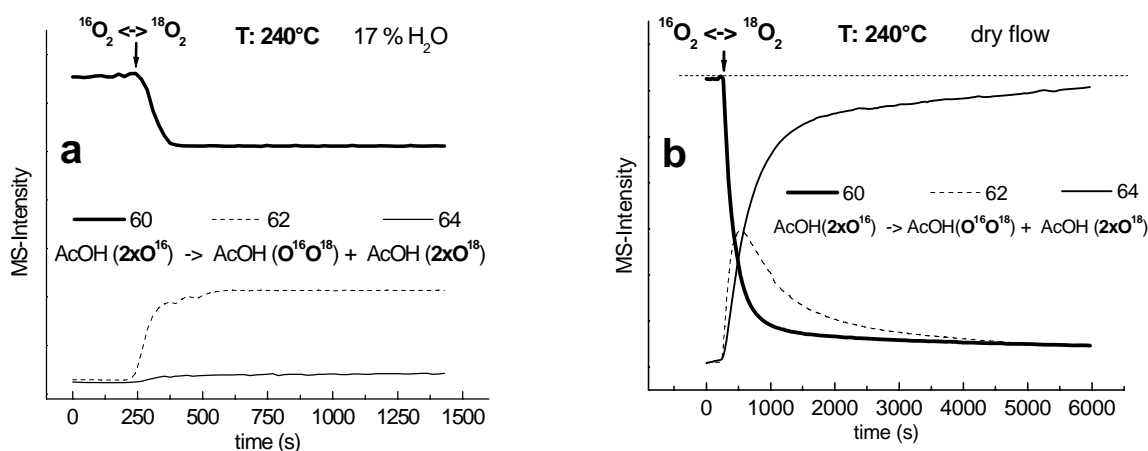 ¹⁶O₂ <-> ¹⁸O₂ T: 240°C 17 % H₂O
a
60 62 64
AcOH (2xO¹⁶) -> AcOH (O¹⁶O¹⁸) + AcOH (2xO¹⁸)
MS-Intensity
0 250 500 750 1000 1250 1500
time (s)
¹⁶O₂ <-> ¹⁸O₂ T: 240°C dry flow
b
60 62 64
AcOH(2xO¹⁶) -> AcOH(O¹⁶O¹⁸) + AcOH (2xO¹⁸)
MS-Intensity
0 1000 2000 3000 4000 5000 6000
time (s)